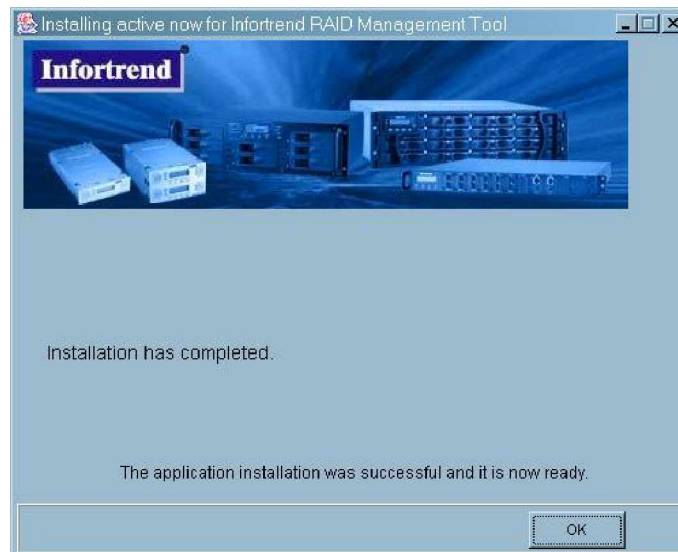 Installing active now for Infortrend RAID Management Tool
Infortrend
Installation has completed.
The application installation was successful and it is now ready.
OK